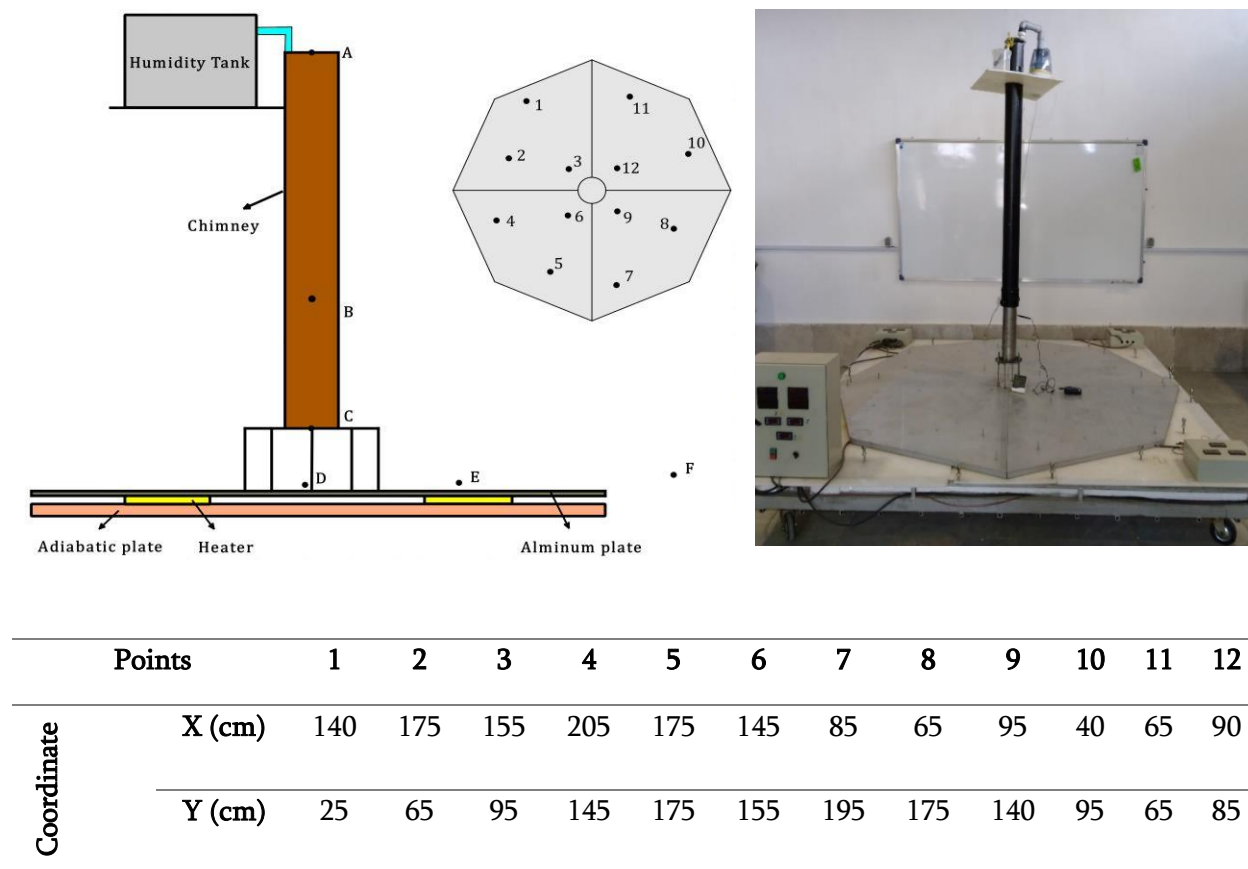 Humidity Tank
A
Chimney
B
C
D
E
F
Adiabatic plate
Heater
Alminum plate
1
11
2
3
12
10
4
6
9
8
5
7
Points 1 2 3 4 5 6 7 8 9 10 11 12
Coordinate
X (cm) 140 175 155 205 175 145 85 65 95 40 65 90
Y (cm) 25 65 95 145 175 155 195 175 140 95 65 85